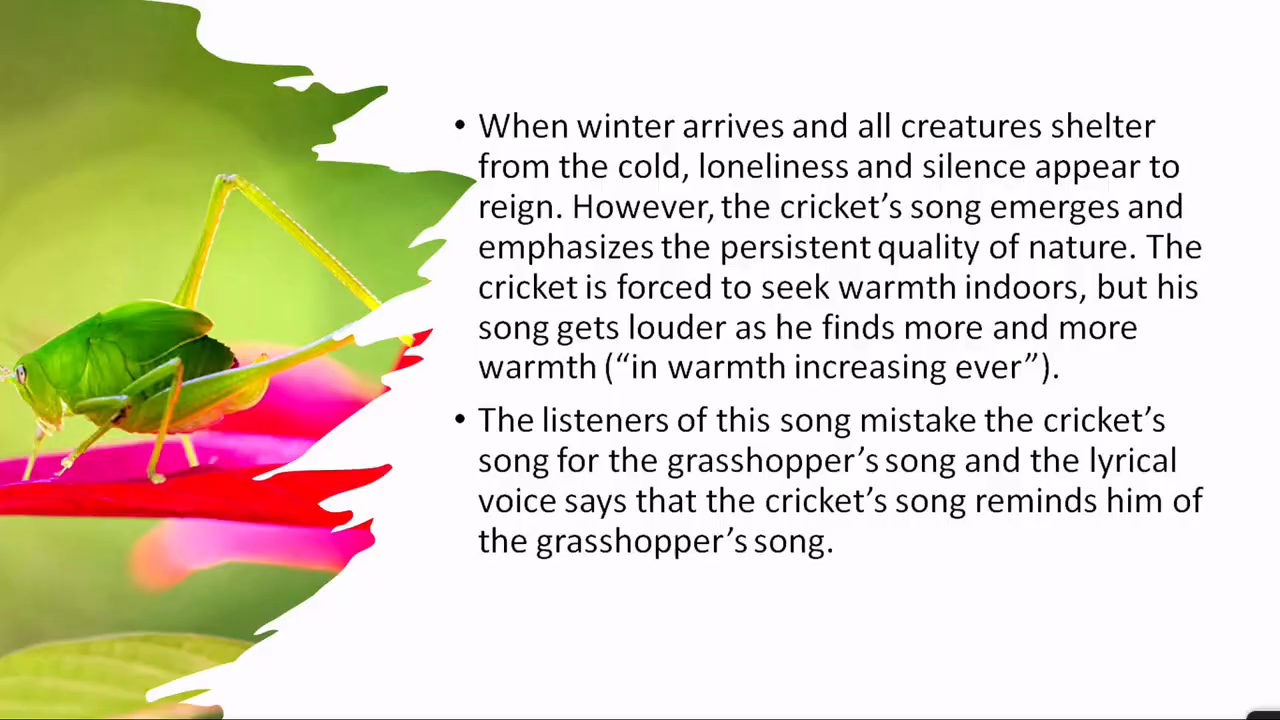 • When winter arrives and all creatures shelter
from the cold, loneliness and silence appear to
reign. However, the cricket’s song emerges and
emphasizes the persistent quality of nature. The
cricket is forced to seek warmth indoors, but his
song gets louder as he finds more and more
warmth (“in warmth increasing ever”).
• The listeners of this song mistake the cricket’s
song for the grasshopper’s song and the lyrical
voice says that the cricket’s song reminds him of
the grasshopper’s song.